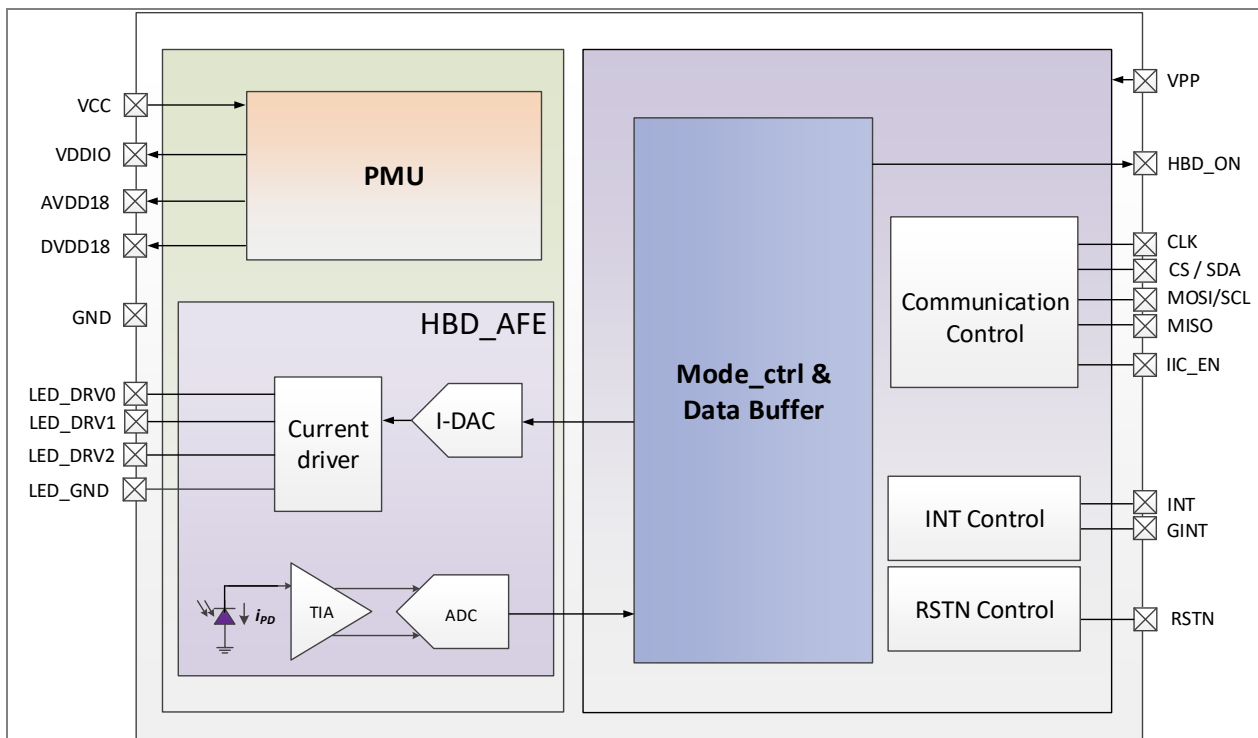 VCC
VDDIO
AVDD18
DVDD18
GND
LED_DRV0
LED_DRV1
LED_DRV2
LED_GND
PMU
HBD_AFE
Current
driver
I-DAC
iPD
TIA
ADC
Mode_ctrl &
Data Buffer
Communication
Control
INT Control
RSTN Control
VPP
HBD_ON
CLK
CS / SDA
MOSI/SCL
MISO
IIC_EN
INT
GINT
RSTN